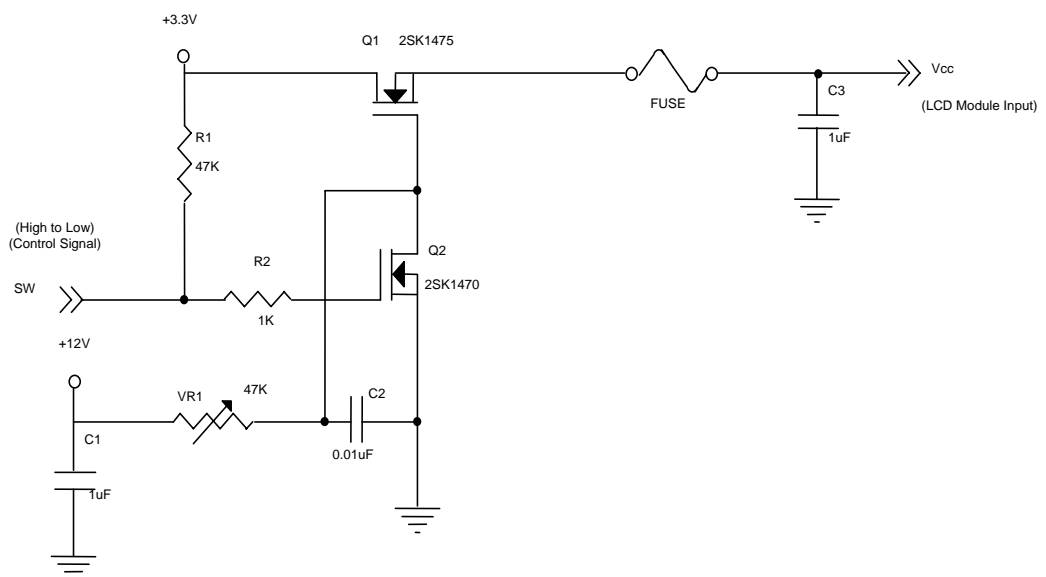 +3.3V
Q1 2SK1475
Vcc
FUSE
C3
(LCD Module Input)
1uF
R1
47K
(High to Low)
(Control Signal)
Q2
R2
2SK1470
SW
1K
+12V
VR1
47K
C2
C1
0.01uF
1uF